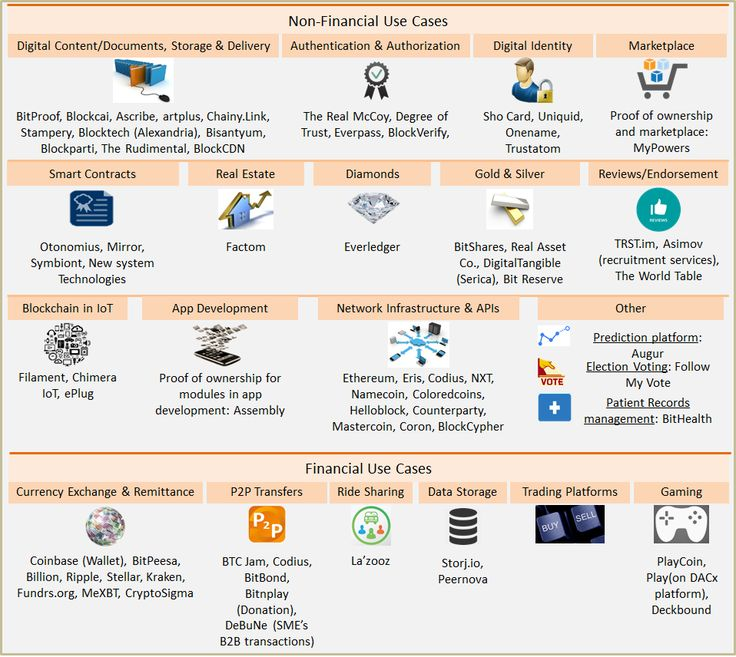 Non-Financial Use Cases
Digital Content/Documents, Storage & Delivery
BitProof, Blockcai, Ascribe, artplus, Chainy.Link,
Stampery, Blocktech (Alexandria), Bisantyum,
Blockparti, The Rudimental, BlockCDN
Authentication & Authorization
The Real McCoy, Degree of
Trust, Everpass, BlockVerify,
Digital Identity
Sho Card, Uniquid,
Onename,
Trustatom
Marketplace
Proof of ownership
and marketplace:
MyPowers
Smart Contracts
Otonomius, Mirror,
Symbiont, New system
Technologies
Real Estate
Factom
Diamonds
Everledger
Gold & Silver
BitShares, Real Asset
Co., DigitalTangible
(Serica), Bit Reserve
Reviews/Endorsement
REVIEWS
TRST.im, Asimov
(recruitment services),
The World Table
Blockchain in IoT
Filament, Chimera
IoT, ePlug
App Development
Proof of ownership for
modules in app
development: Assembly
Network Infrastructure & APIs
Ethereum, Eris, Codius, NXT,
Namecoin, Coloredcoins,
Helloblock, Counterparty,
Mastercoin, Coron, BlockCypher
Other
Prediction platform:
Augur
VOTE
Election Voting: Follow
My Vote
Patient Records
management: BitHealth
Financial Use Cases
Currency Exchange & Remittance
Coinbase (Wallet), BitPeesa,
Billion, Ripple, Stellar, Kraken,
Fundrs.org, MeXBT, CryptoSigma
P2P Transfers
P2P
BTC Jam, Codius,
BitBond,
Bitnplay
(Donation),
DeBuNe (SME's
B2B transactions)
Ride Sharing
La'zooz
Data Storage
Storj.io,
Peernova
Trading Platforms
BUY SELL
Gaming
PlayCoin,
Play(on DACx
platform),
Deckbound